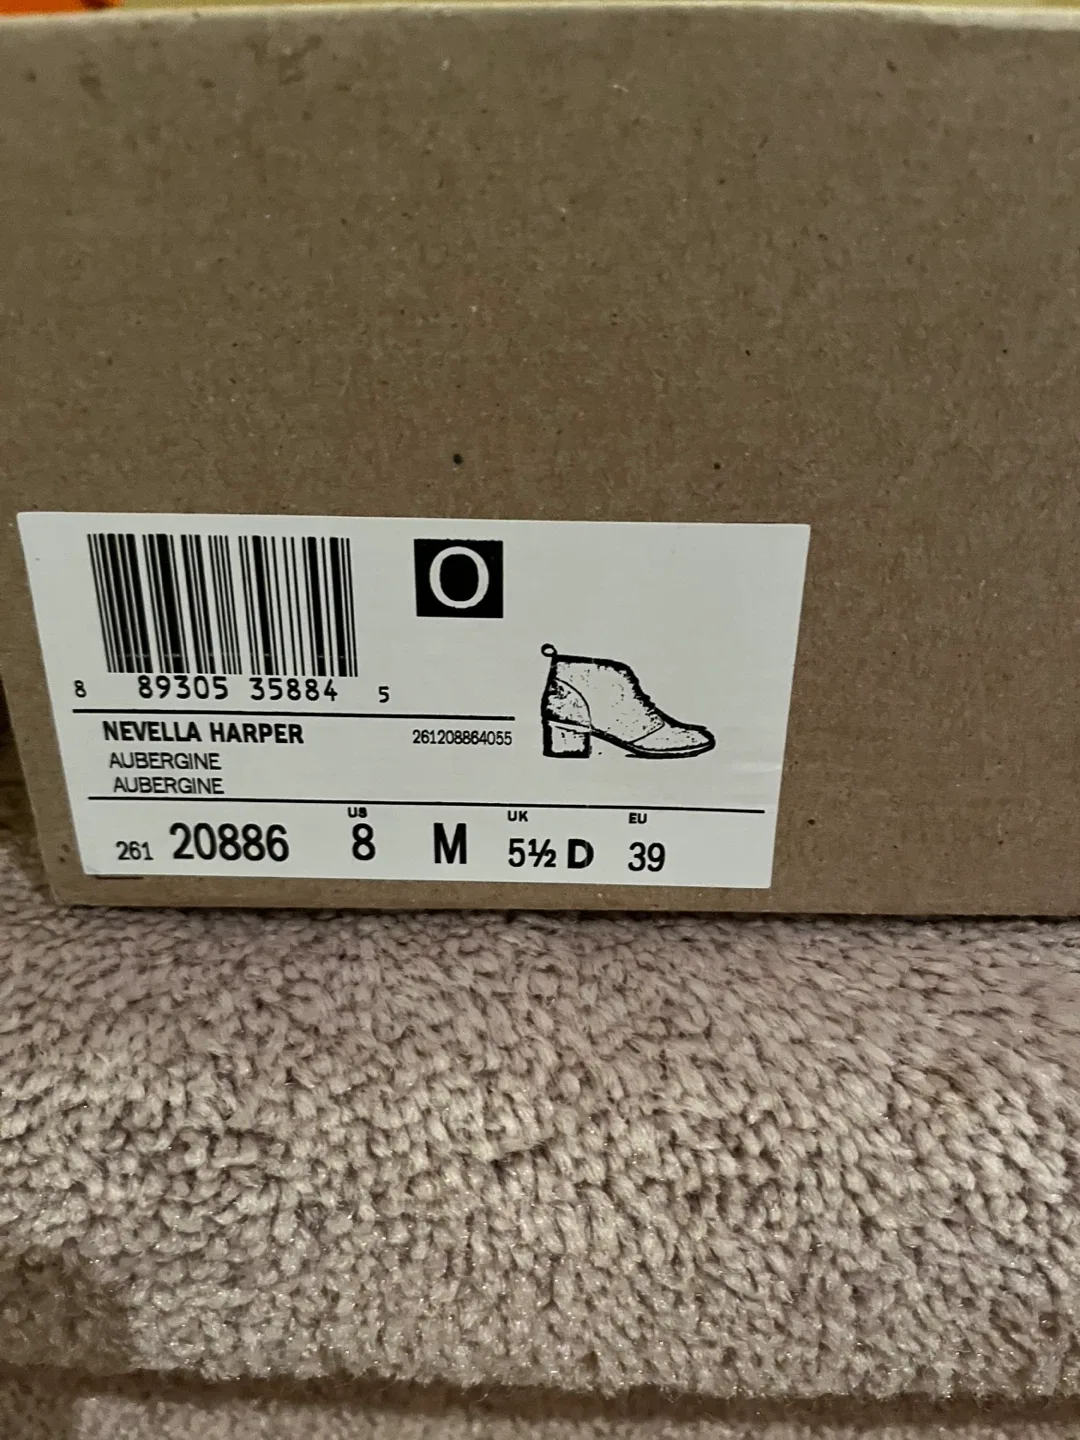 O
8 89305 35884 5
NEVELLA HARPER 261208864055
AUBERGINE
AUBERGINE
US UK EU
261 20886 8 M 5½ D 39